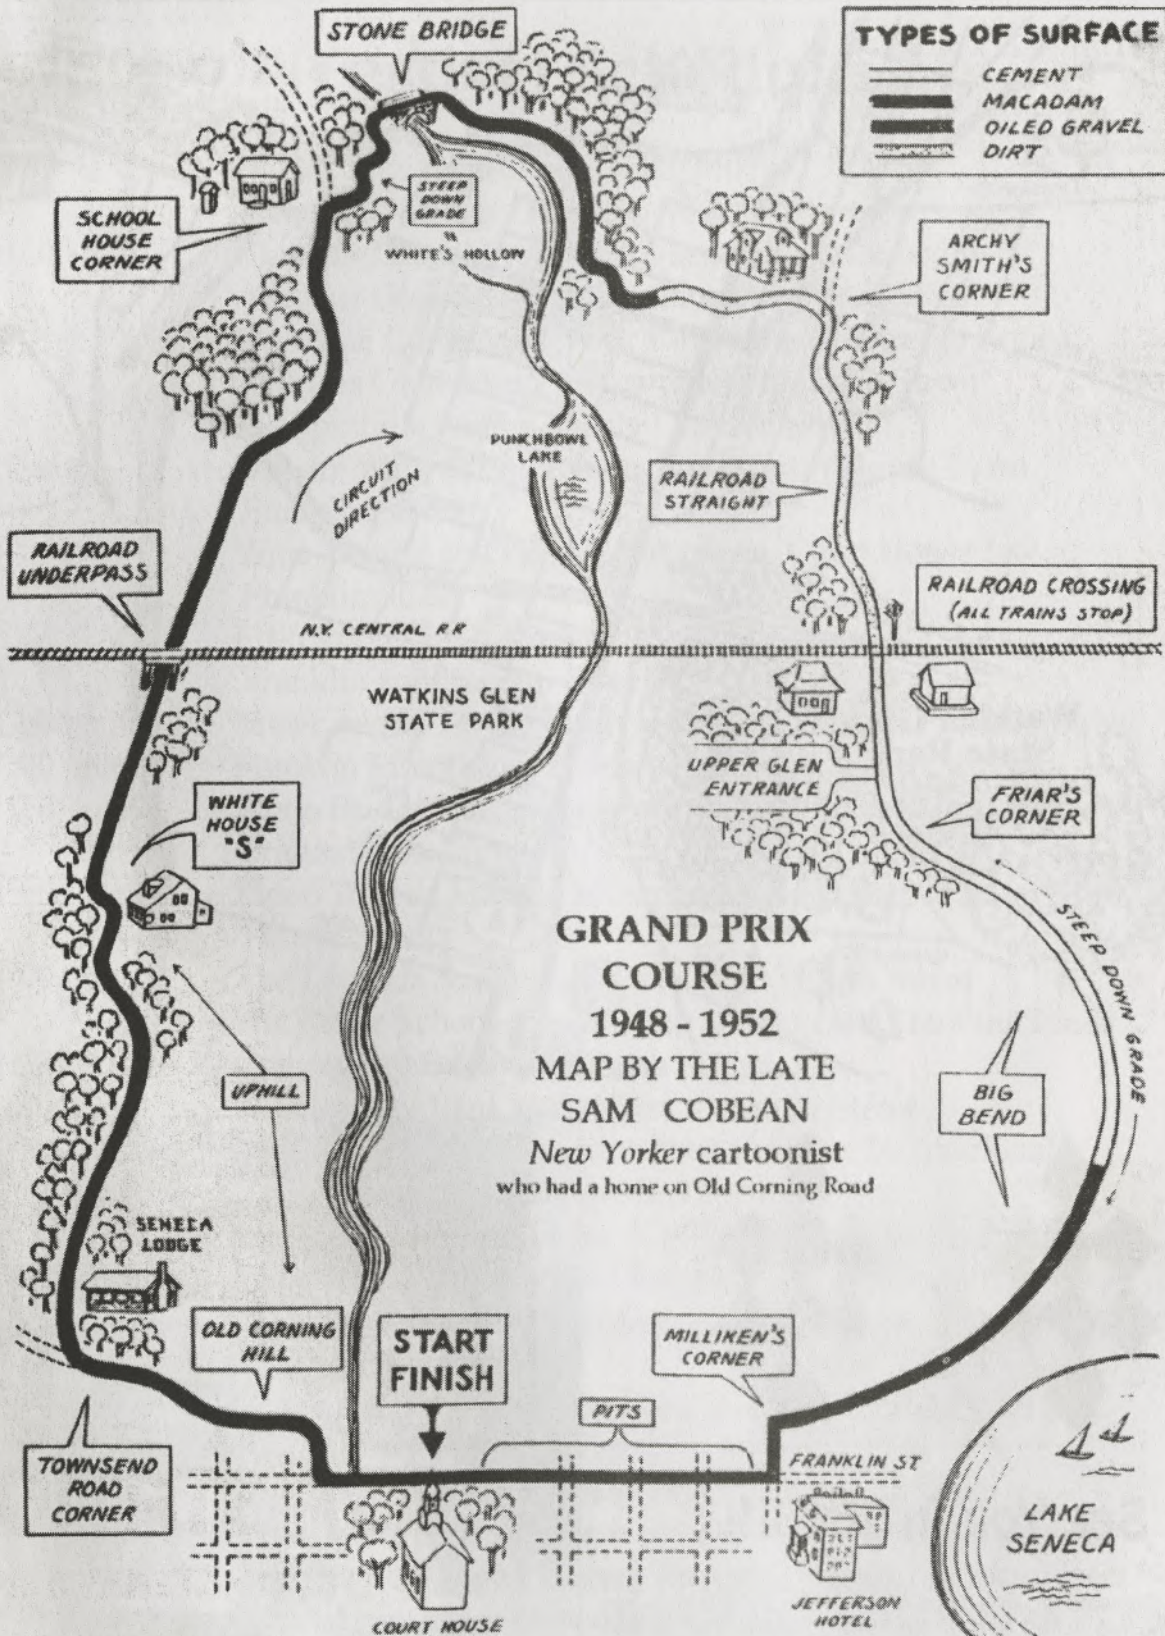 STONE BRIDGE
TYPES OF SURFACE
CEMENT
MACADAM
OILED GRAVEL
DIRT
SCHOOL
HOUSE
CORNER
STEEP
DOWN
GRADE
WHITE'S HOLLOW
ARCHY
SMITH'S
CORNER
CIRCUIT
DIRECTION
PUNCHBOWL
LAKE
RAILROAD
STRAIGHT
RAILROAD
UNDERPASS
RAILROAD CROSSING
(ALL TRAINS STOP)
N.Y. CENTRAL R.R
WATKINS GLEN
STATE PARK
UPPER GLEN
ENTRANCE
WHITE
HOUSE
"S"
FRIAR'S
CORNER
STEEP DOWN GRADE
GRAND PRIX
COURSE
1948 - 1952
MAP BY THE LATE
SAM COBEAN
New Yorker cartoonist
who had a home on Old Corning Road
UPHILL
BIG
BEND
SENECA
LODGE
OLD CORNING
HILL
START
FINISH
MILLIKEN'S
CORNER
PITS
TOWNSEND
ROAD
CORNER
FRANKLIN ST.
LAKE
SENECA
COURT HOUSE
JEFFERSON
HOTEL